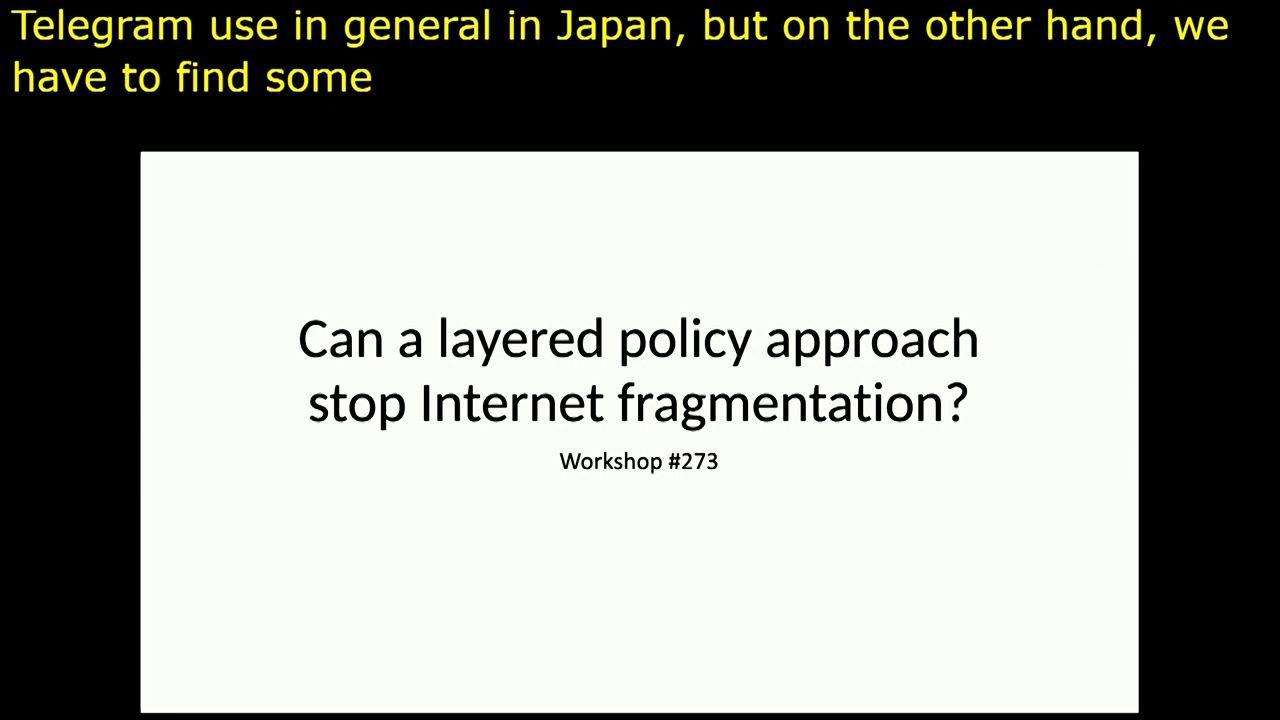 Telegram use in general in Japan, but on the other hand, we
have to find some
Can a layered policy approach
stop Internet fragmentation?
Workshop #273